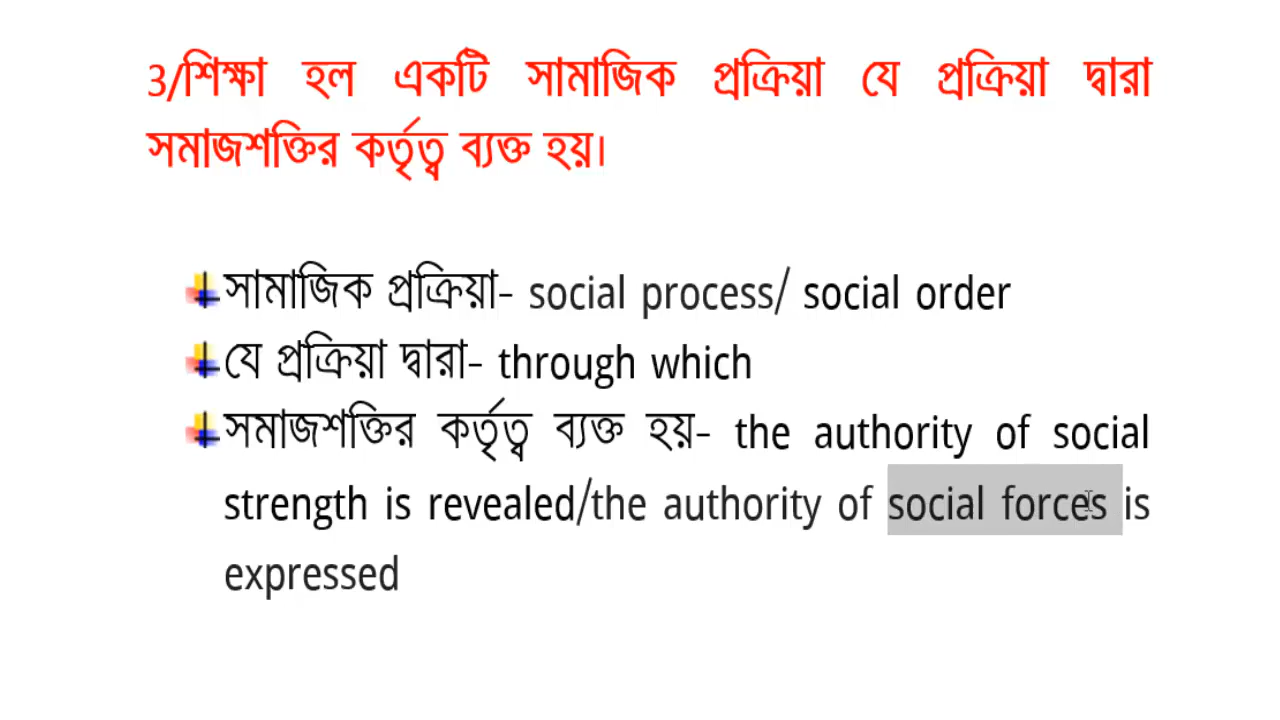 3/শিক্ষা হল একটি সামাজিক প্রক্রিয়া যে প্রক্রিয়া দ্বারা
সমাজশক্তির কর্তৃত্ব ব্যক্ত হয়।
সামাজিক প্রক্রিয়া- social process/ social order
যে প্রক্রিয়া দ্বারা- through which
সমাজশক্তির কর্তৃত্ব ব্যক্ত হয়- the authority of social
strength is revealed/the authority of social forces is
expressed